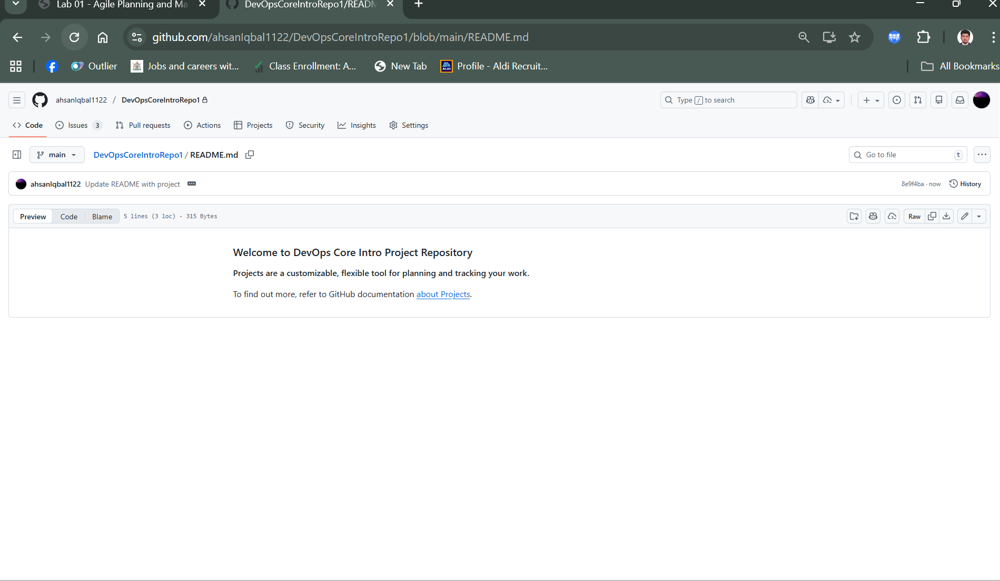 Lab 01 - Agile Planning and Ma
DevOpsCoreIntroRepo1/READM
github.com/ahsanIqbal1122/DevOpsCoreIntroRepo1/blob/main/README.md
Outlier
Jobs and careers wit...
Class Enrollment: A...
New Tab
ALDI
Profile - Aldi Recruit...
All Bookmarks
ahsanIqbal1122 / DevOpsCoreIntroRepo1
Type / to search
Code
Issues 3
Pull requests
Actions
Projects
Security
Insights
Settings
main
DevOpsCoreIntroRepo1 / README.md
Go to file t
ahsanIqbal1122 Update README with project
8e9f4ba · now
History
Preview
Code
Blame
5 lines (3 loc) · 315 Bytes
Raw
Welcome to DevOps Core Intro Project Repository
Projects are a customizable, flexible tool for planning and tracking your work.
To find out more, refer to GitHub documentation about Projects.